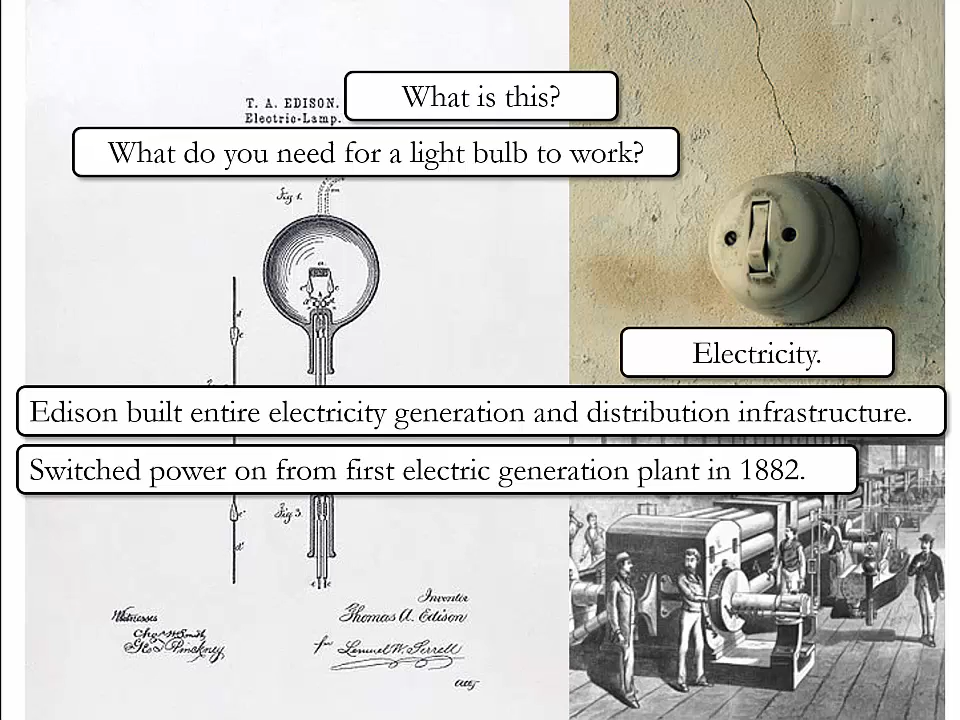 T. A. EDISON.
Electric-Lamp.
What is this?
What do you need for a light bulb to work?
Fig 1.
Electricity.
Edison built entire electricity generation and distribution infrastructure.
Switched power on from first electric generation plant in 1882.
Fig 3.
Witnesses
Inventor
Thomas A. Edison
for Lemuel W. Serrell
Atty